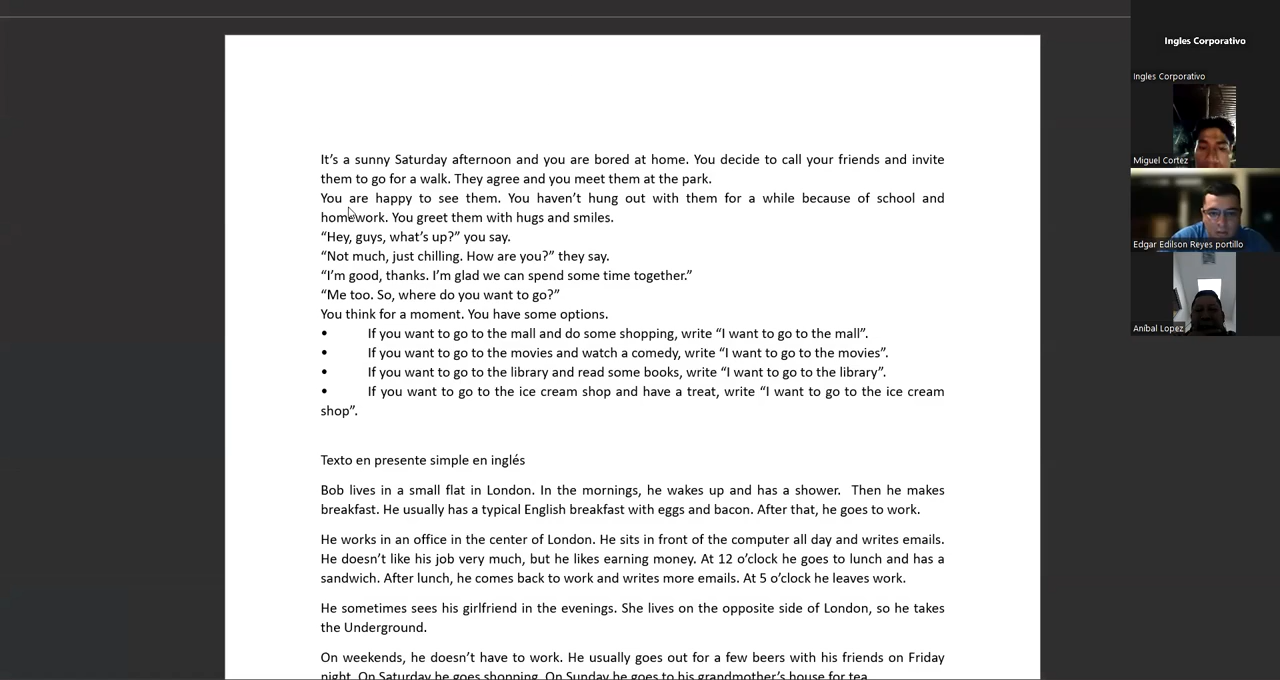 Ingles Corporativo
Ingles Corporativo
Miguel Cortez
Edgar Edilson Reyes portillo
Aníbal Lopez
It’s a sunny Saturday afternoon and you are bored at home. You decide to call your friends and invite
them to go for a walk. They agree and you meet them at the park.
You are happy to see them. You haven’t hung out with them for a while because of school and
homework. You greet them with hugs and smiles.
“Hey, guys, what’s up?” you say.
“Not much, just chilling. How are you?” they say.
“I’m good, thanks. I’m glad we can spend some time together.”
“Me too. So, where do you want to go?”
You think for a moment. You have some options.
• If you want to go to the mall and do some shopping, write “I want to go to the mall”.
• If you want to go to the movies and watch a comedy, write “I want to go to the movies”.
• If you want to go to the library and read some books, write “I want to go to the library”.
• If you want to go to the ice cream shop and have a treat, write “I want to go to the ice cream
shop”.
Texto en presente simple en inglés
Bob lives in a small flat in London. In the mornings, he wakes up and has a shower.  Then he makes
breakfast. He usually has a typical English breakfast with eggs and bacon. After that, he goes to work.
He works in an office in the center of London. He sits in front of the computer all day and writes emails.
He doesn’t like his job very much, but he likes earning money. At 12 o’clock he goes to lunch and has a
sandwich. After lunch, he comes back to work and writes more emails. At 5 o’clock he leaves work.
He sometimes sees his girlfriend in the evenings. She lives on the opposite side of London, so he takes
the Underground.
On weekends, he doesn’t have to work. He usually goes out for a few beers with his friends on Friday
night. On Saturday he goes shopping. On Sunday he goes to his grandmother’s house for tea.